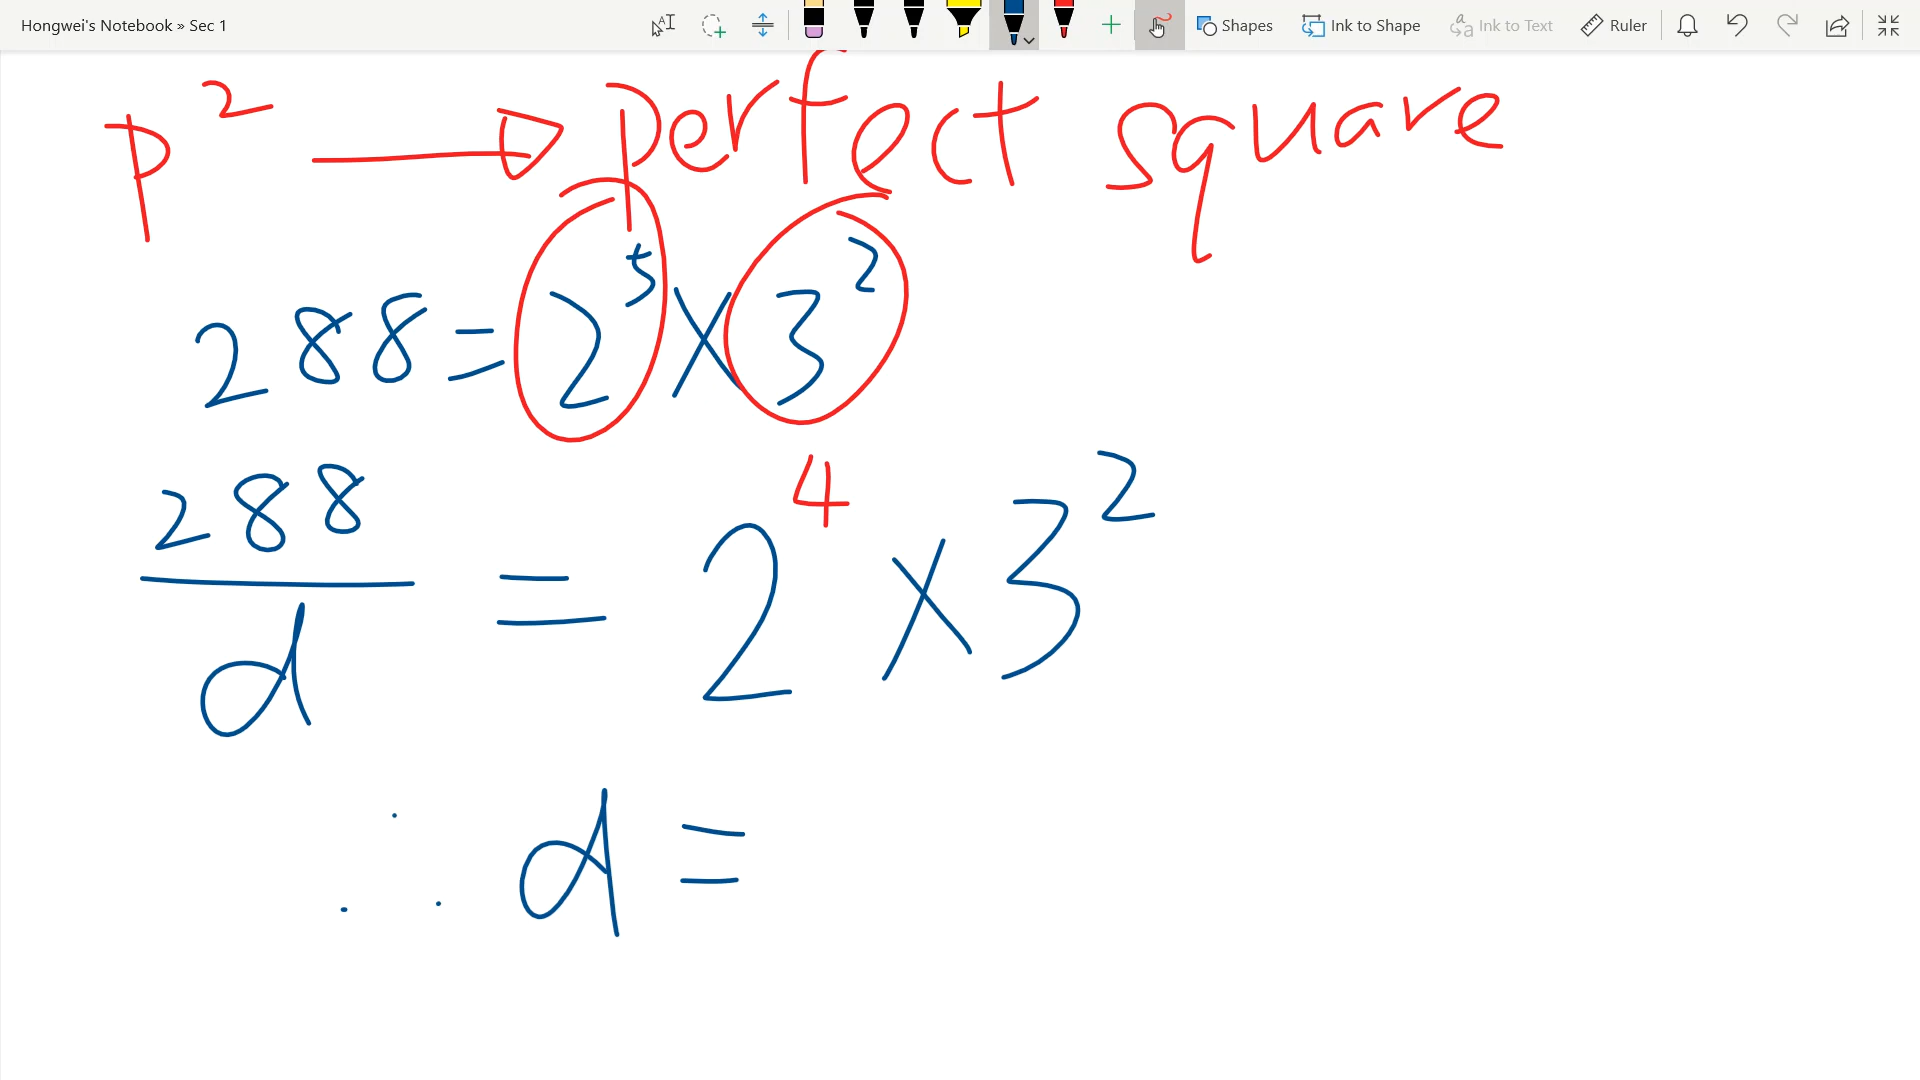 Hongwei's Notebook » Sec 1 Shapes Ink to Shape Ink to Text Ruler
p² → perfect square
288 = 2⁵ × 3²
288/d = 2⁴ × 3²
∴ d =